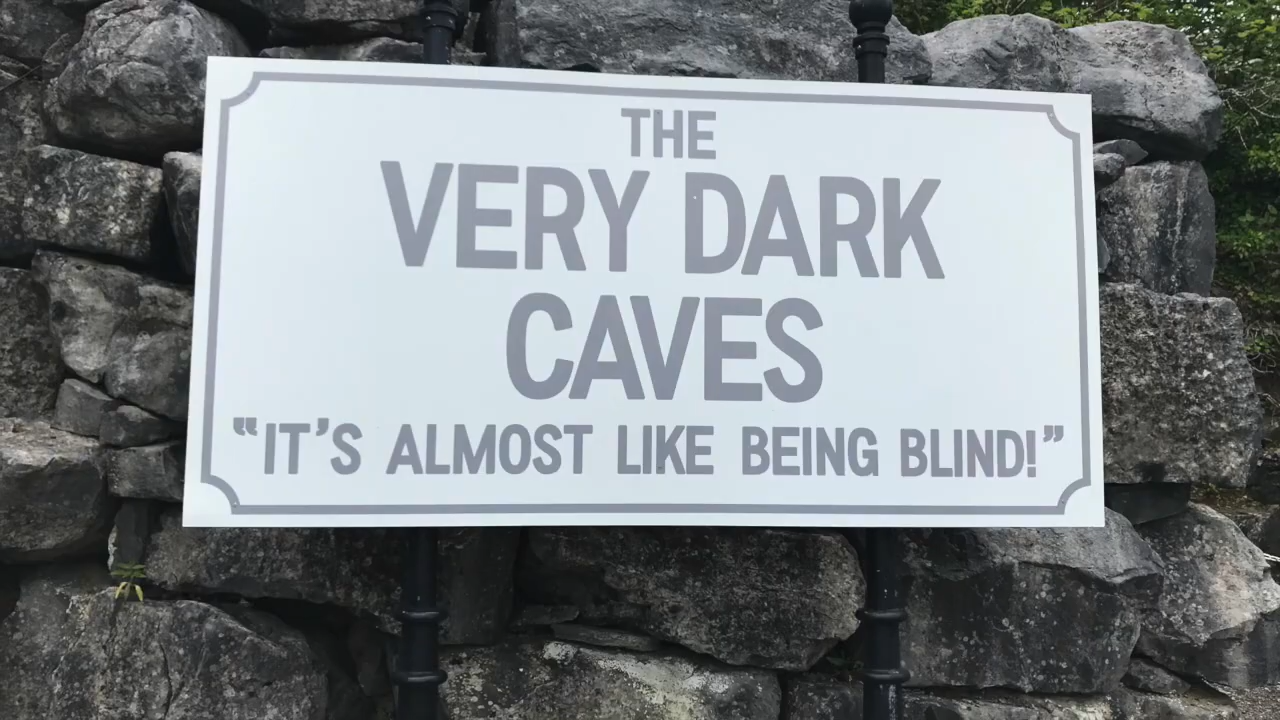 THE
VERY DARK
CAVES
“IT’S ALMOST LIKE BEING BLIND!”